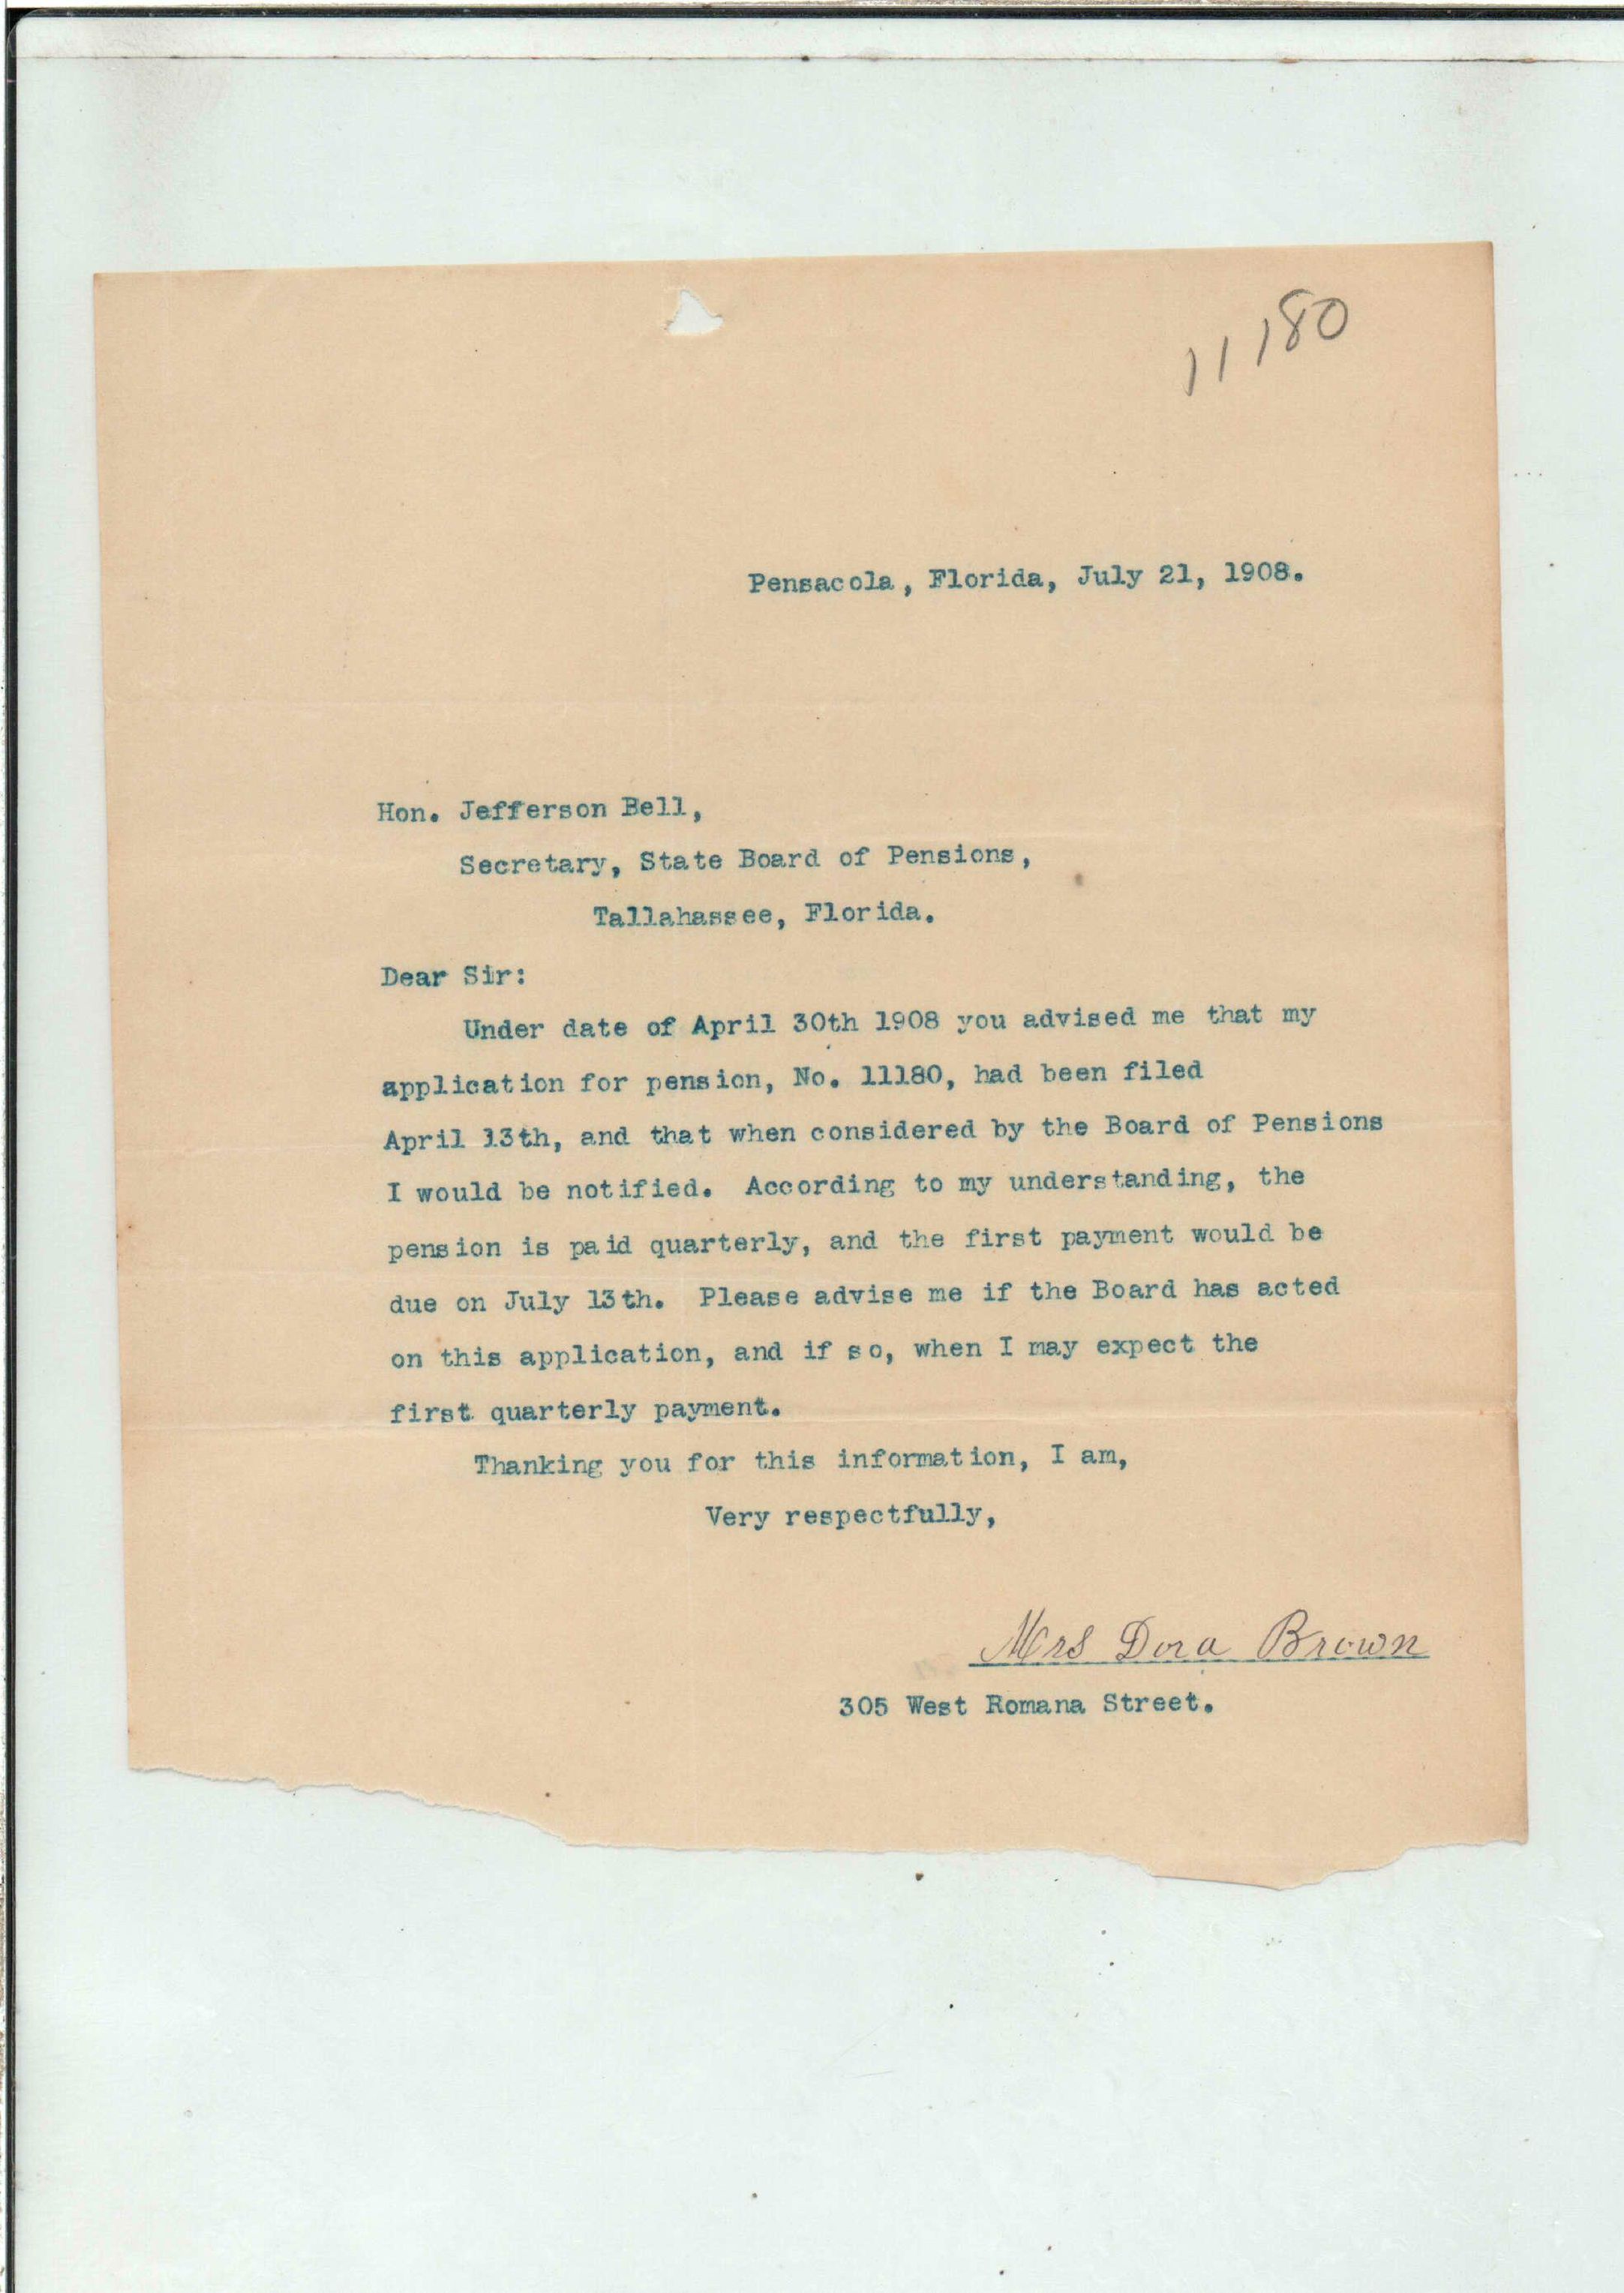 11180
Pensacola, Florida, July 21, 1908.
Hon. Jefferson Bell,
Secretary, State Board of Pensions,
Tallahassee, Florida.
Dear Sir:
Under date of April 30th 1908 you advised me that my
application for pension, No. 11180, had been filed
April 13th, and that when considered by the Board of Pensions
I would be notified. According to my understanding, the
pension is paid quarterly, and the first payment would be
due on July 13th. Please advise me if the Board has acted
on this application, and if so, when I may expect the
first quarterly payment.
Thanking you for this information, I am,
Very respectfully,
Mrs Dora Brown
305 West Romana Street.